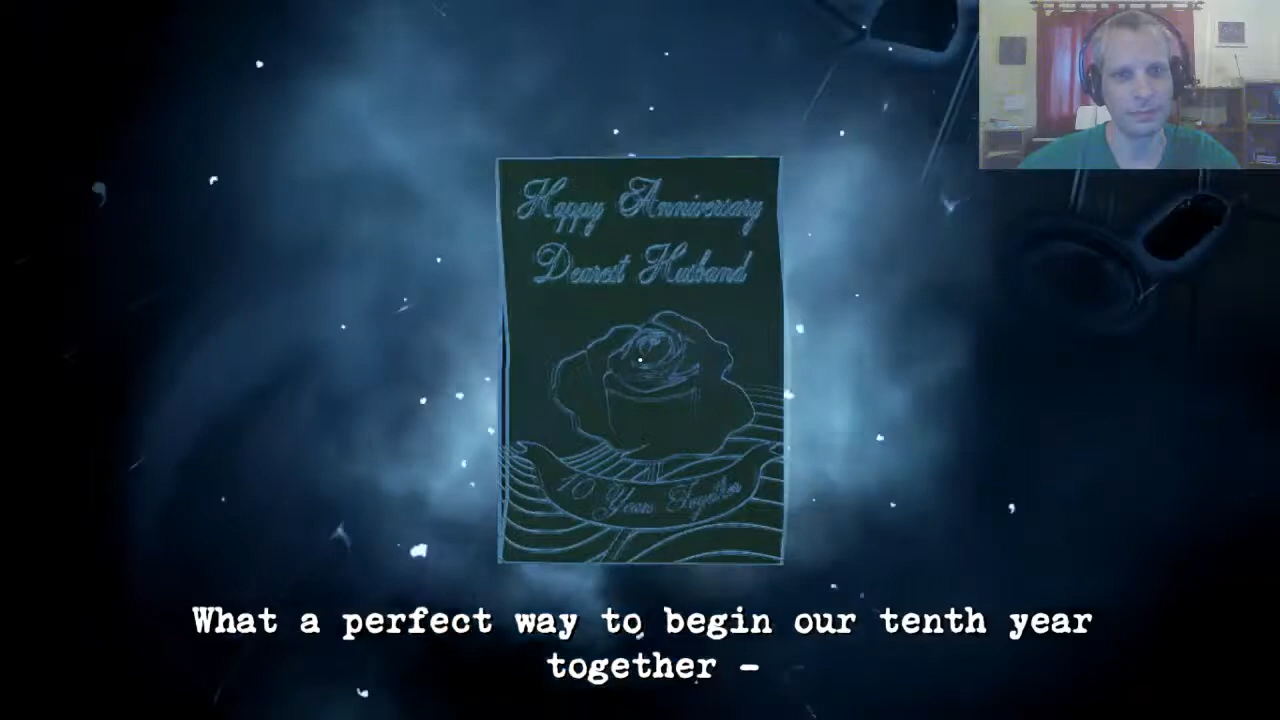 Happy Anniversary
Dearest Husband
10 Years Together
What a perfect way to begin our tenth year
together -